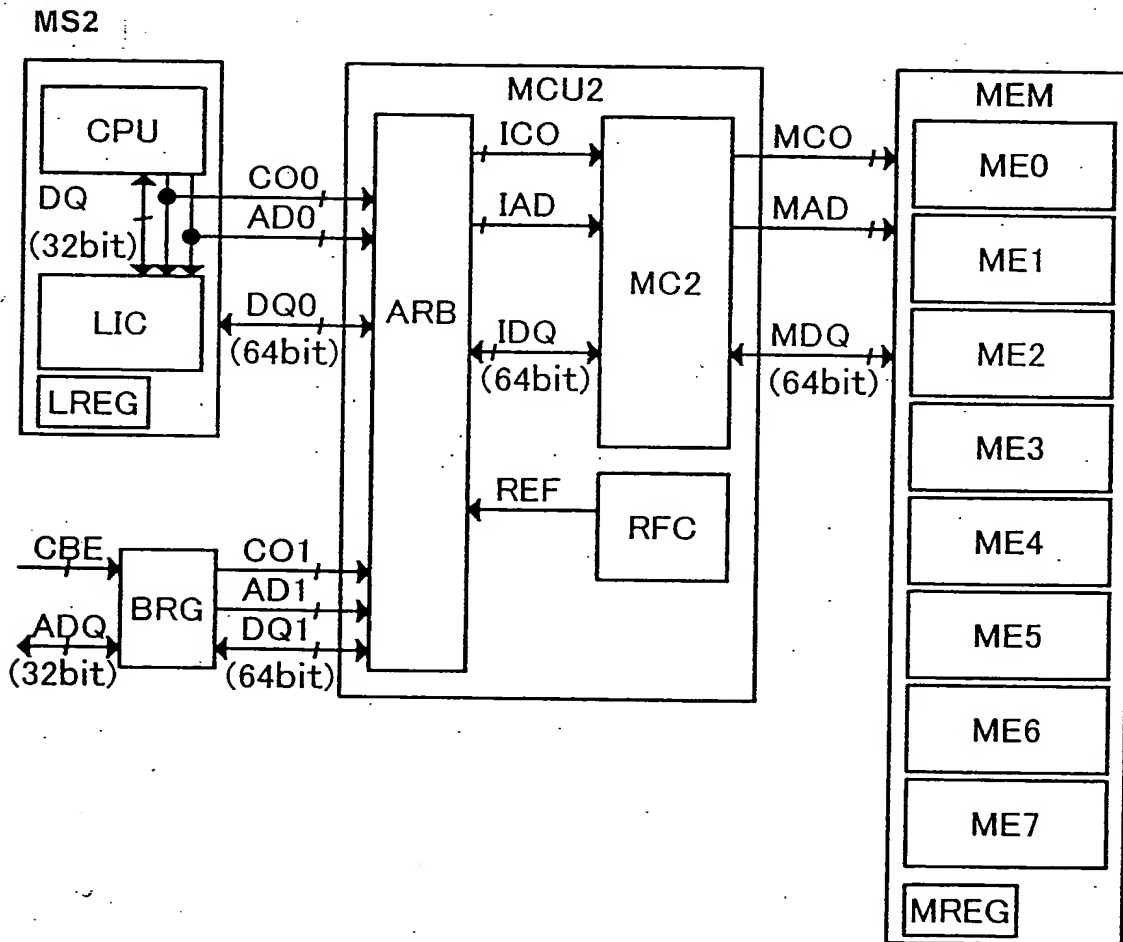 MS2
CPU
DQ
(32bit)
LIC
LREG
CO0
AD0
DQ0
(64bit)
CBE
ADQ
(32bit)
BRG
CO1
AD1
DQ1
(64bit)
MCU2
ARB
ICO
IAD
IDQ
(64bit)
MC2
REF
RFC
MCO
MAD
MDQ
(64bit)
MEM
ME0
ME1
ME2
ME3
ME4
ME5
ME6
ME7
MREG